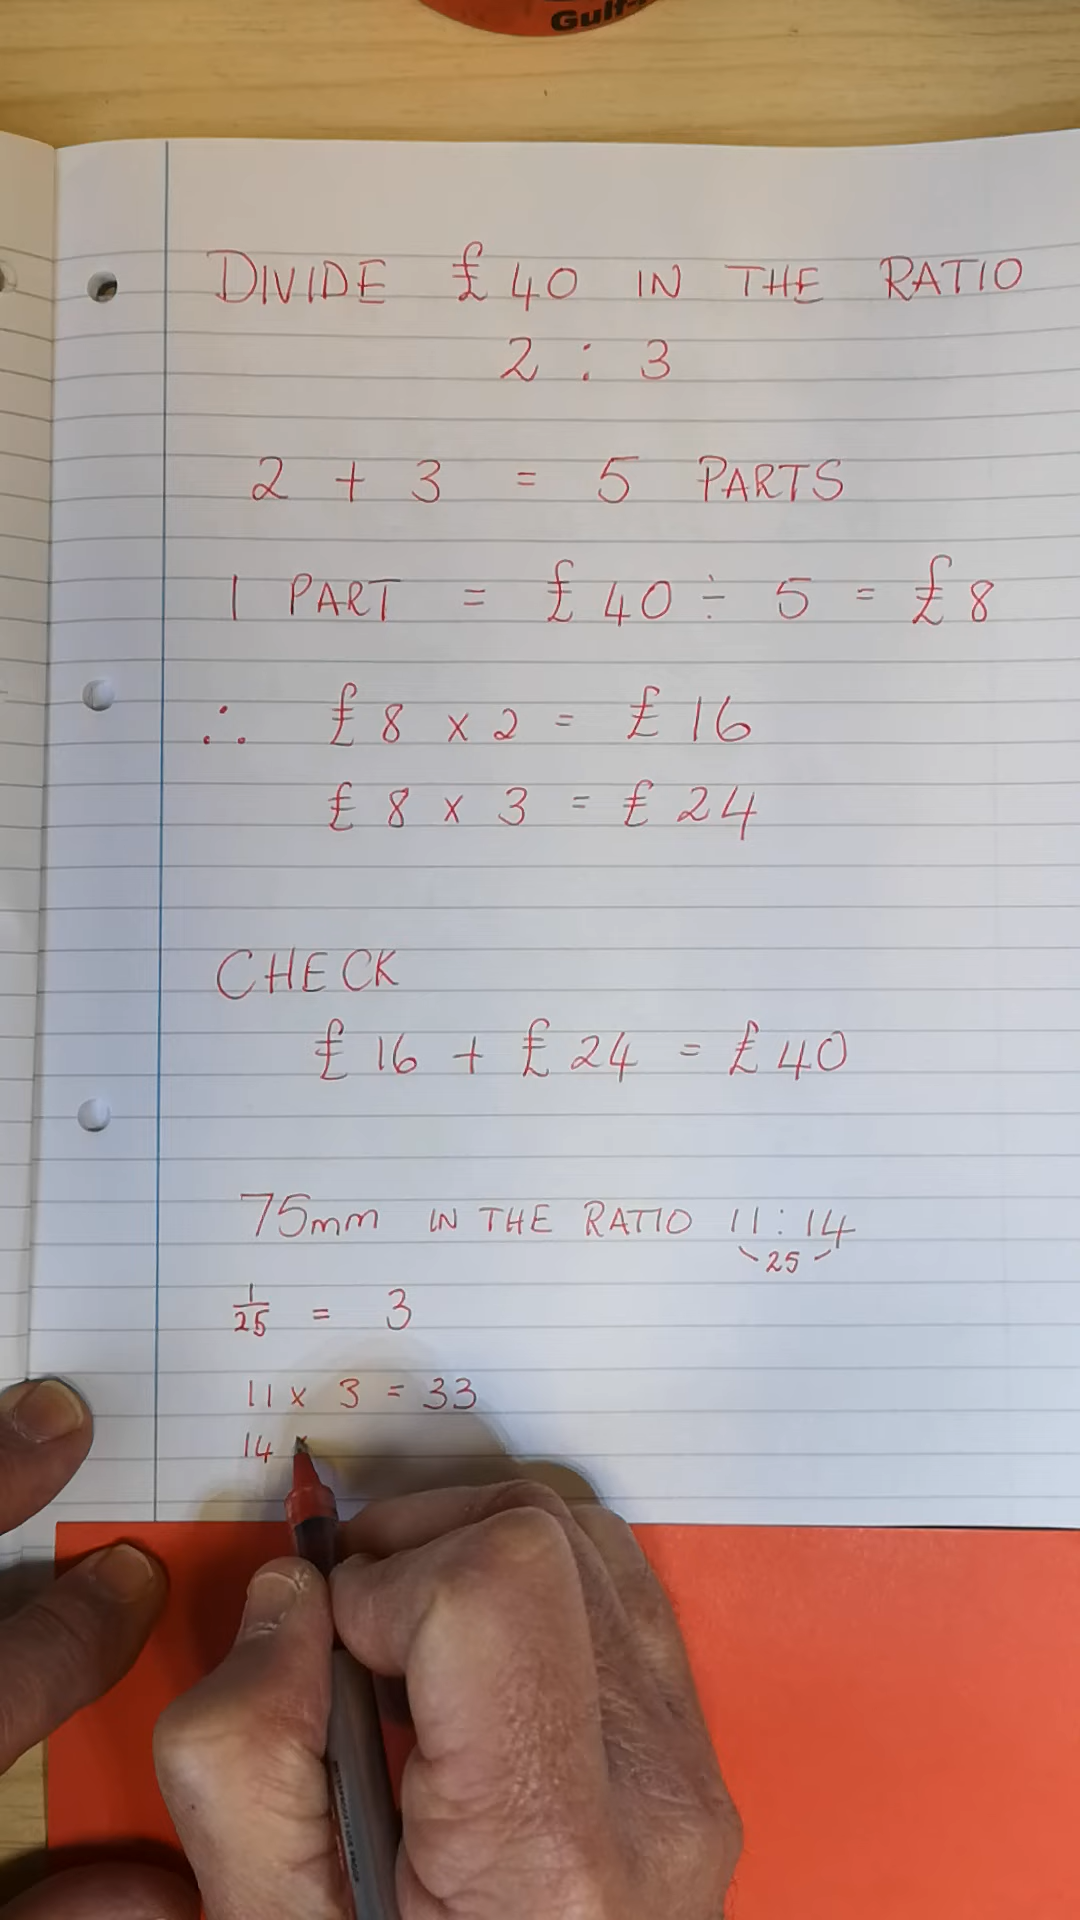 Gulf
DIVIDE £40 IN THE RATIO
2 : 3
2 + 3 = 5 PARTS
1 PART = £40 ÷ 5 = £8
∴ £8 x 2 = £16
£8 x 3 = £24
CHECK
£16 + £24 = £40
75mm IN THE RATIO 11:14
25
1/25 = 3
11 x 3 = 33
14 x